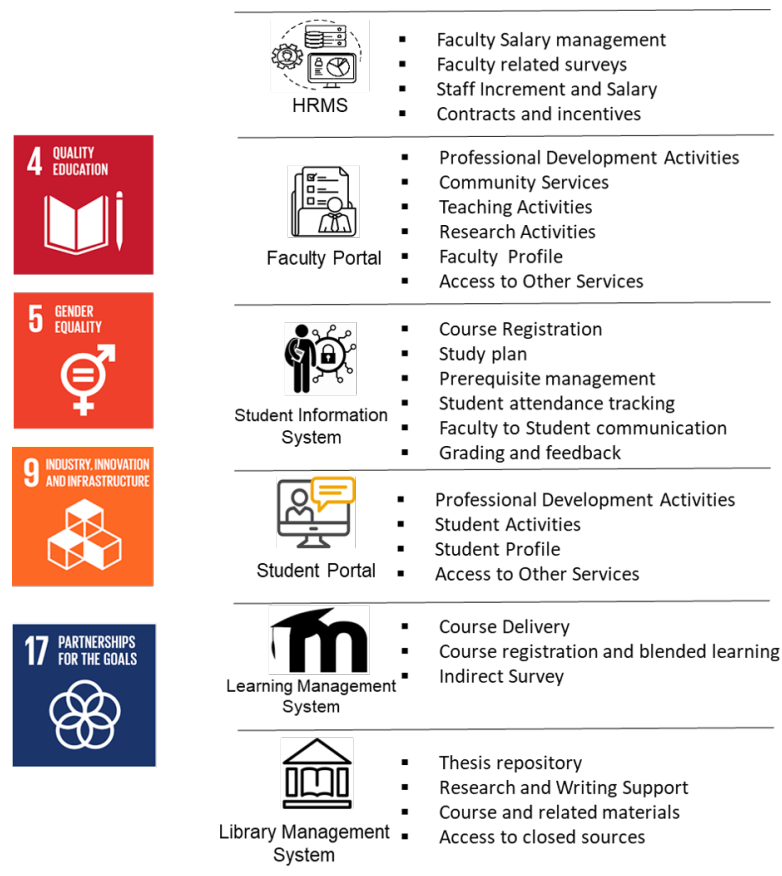 4 QUALITY
EDUCATION
5 GENDER
EQUALITY
9 INDUSTRY, INNOVATION
AND INFRASTRUCTURE
17 PARTNERSHIPS
FOR THE GOALS
HRMS
▪ Faculty Salary management
▪ Faculty related surveys
▪ Staff Increment and Salary
▪ Contracts and incentives
Faculty Portal
▪ Professional Development Activities
▪ Community Services
▪ Teaching Activities
▪ Research Activities
▪ Faculty Profile
▪ Access to Other Services
Student Information
System
▪ Course Registration
▪ Study plan
▪ Prerequisite management
▪ Student attendance tracking
▪ Faculty to Student communication
▪ Grading and feedback
Student Portal
▪ Professional Development Activities
▪ Student Activities
▪ Student Profile
▪ Access to Other Services
m
Learning Management
System
▪ Course Delivery
▪ Course registration and blended learning
▪ Indirect Survey
Library Management
System
▪ Thesis repository
▪ Research and Writing Support
▪ Course and related materials
▪ Access to closed sources